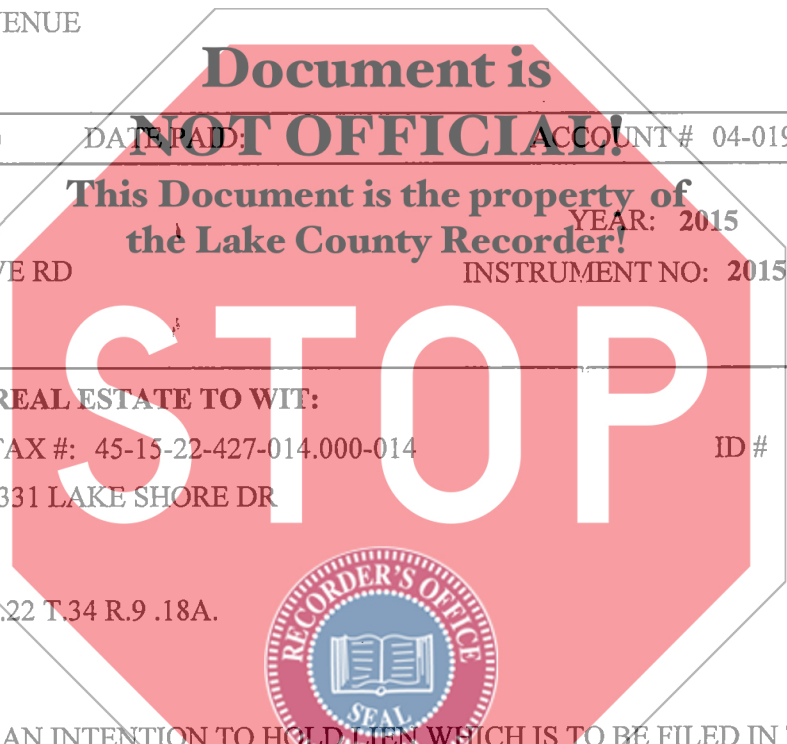 VENUE
Document is
NOT OFFICIAL!
DATE PAID: ACCOUNT # 04-019
This Document is the property of
the Lake County Recorder!
YEAR: 2015
VE RD INSTRUMENT NO: 2015
STOP
REAL ESTATE TO WIT:
TAX #: 45-15-22-427-014.000-014 ID #
331 LAKE SHORE DR
RECORDER'S OFFICE
.22 T.34 R.9 .18A.
SEAL
AN INTENTION TO HOLD LIEN WHICH IS TO BE FILED IN